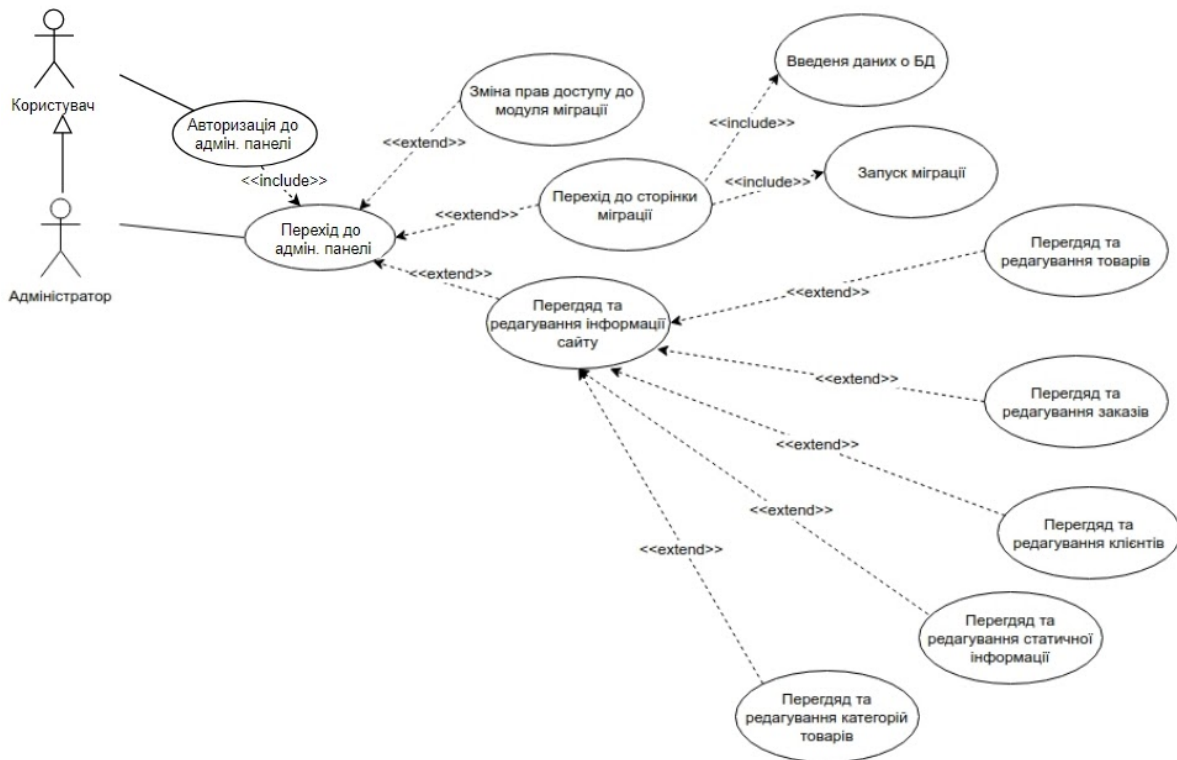 Користувач
Адміністратор
Авторизація до
адмін. панелі
<<include>>
Перехід до
адмін. панелі
<<extend>>
Зміна прав доступу до
модуля міграції
<<extend>>
Перехід до сторінки
міграції
<<include>>
Введеня даних о БД
<<include>>
Запуск міграції
<<extend>>
Перегдяд та
редагування інформації
сайту
<<extend>>
Перегдяд та
редагування товарів
<<extend>>
Перегдяд та
редагування заказів
<<extend>>
Перегдяд та
редагування клієнтів
<<extend>>
Перегдяд та
редагування статичної
інформації
<<extend>>
Перегдяд та
редагування категорій
товарів